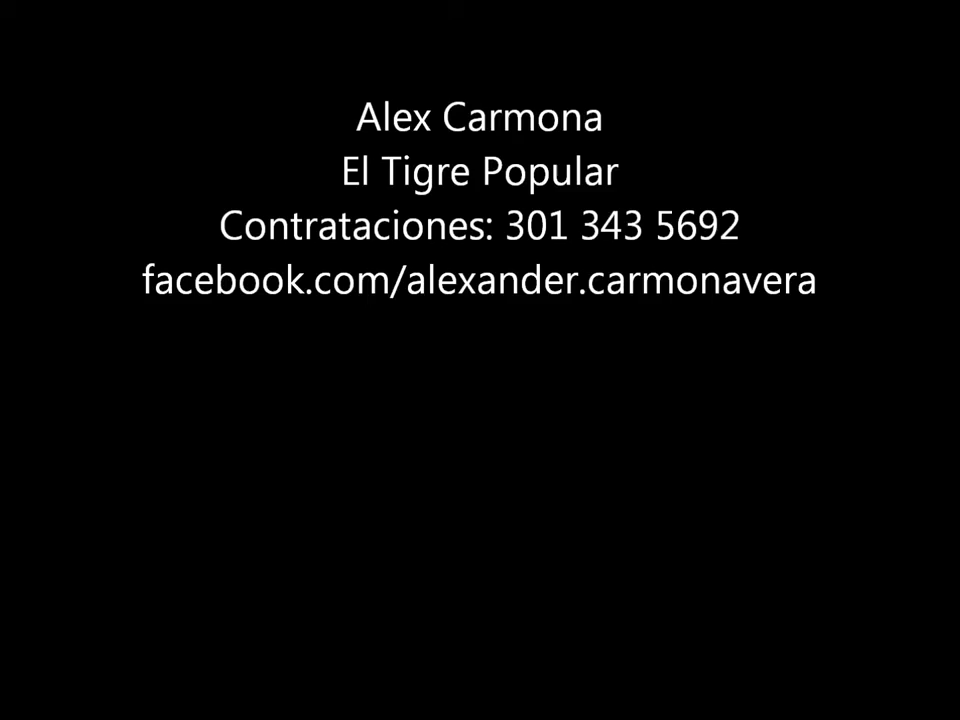 Alex Carmona
El Tigre Popular
Contrataciones: 301 343 5692
facebook.com/alexander.carmonavera